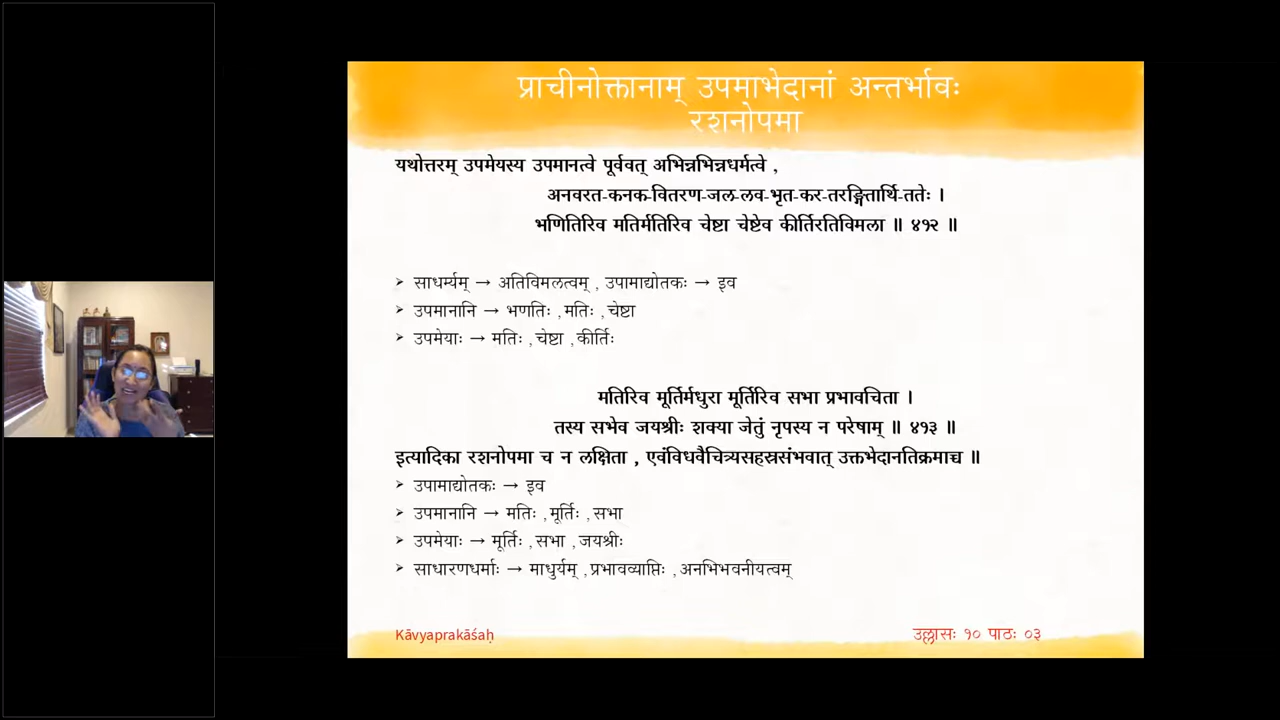 प्राचीनोक्तानाम् उपमाभेदानां अन्तर्भावः
रशनोपमा
यथोत्तरम् उपमेयस्य उपमानत्वे पूर्ववत् अभिन्नभिन्नधर्मत्वे ,
अनवरत-कनक-वितरण-जल-लव-भृत-कर-तरङ्गितार्थि-ततेः ।
भणितिरिव मतिर्मतिरिव चेष्टा चेष्टेव कीर्तिरतिविमला ॥ ४१२ ॥
➢ साधर्म्यम् → अतिविमलत्वम् , उपामाद्योतकः → इव
➢ उपमानानि → भणतिः , मतिः , चेष्टा
➢ उपमेयाः → मतिः , चेष्टा , कीर्तिः
मतिरिव मूर्तिर्मधुरा मूर्तिरिव सभा प्रभावचिता ।
तस्य सभेव जयश्रीः शक्या जेतुं नृपस्य न परेषाम् ॥ ४१३ ॥
इत्यादिका रशनोपमा च न लक्षिता , एवंविधवैचित्र्यसहस्रसंभवात् उक्तभेदानतिक्रमाच्च ॥
➢ उपामाद्योतकः → इव
➢ उपमानानि → मतिः , मूर्तिः , सभा
➢ उपमेयाः → मूर्तिः , सभा , जयश्रीः
➢ साधारणधर्माः → माधुर्यम् , प्रभावव्याप्तिः , अनभिभवनीयत्वम्
Kāvyaprakāśaḥ उल्लासः १० पाठः ०३